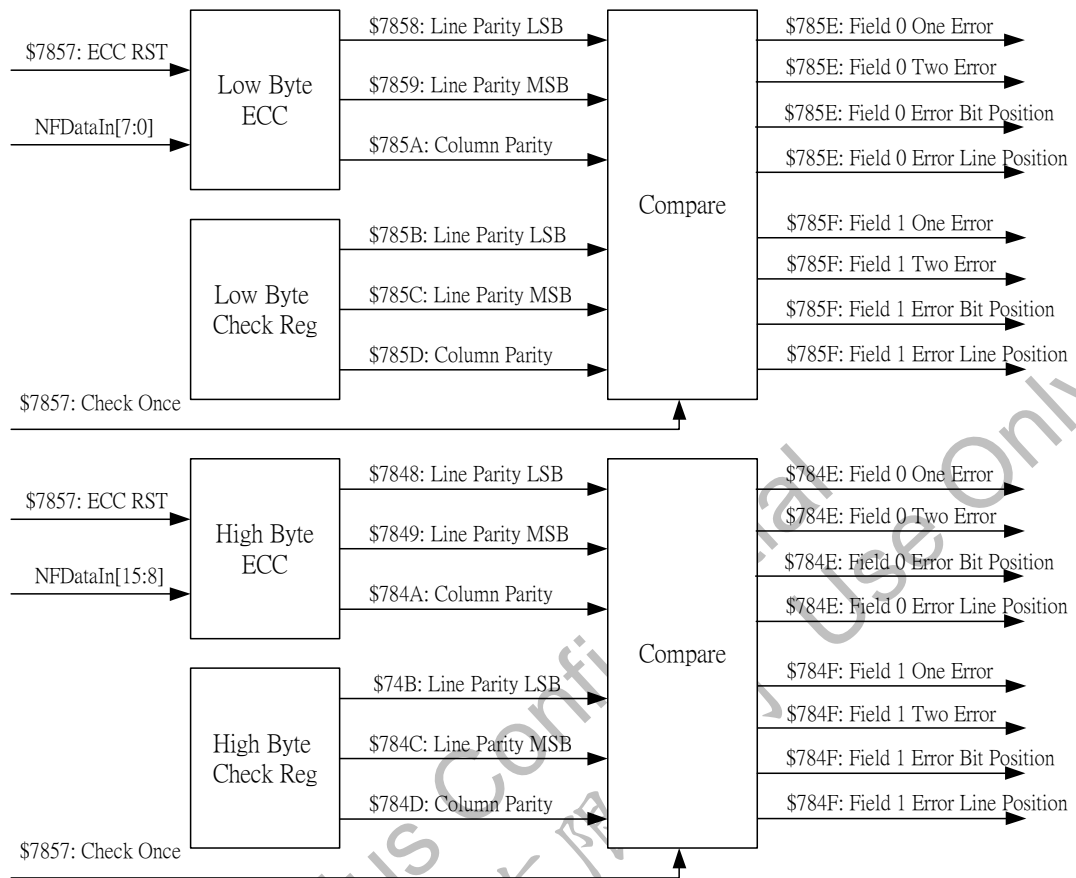 $7857: ECC RST
NFDataIn[7:0]
Low Byte
ECC
$7858: Line Parity LSB
$7859: Line Parity MSB
$785A: Column Parity
Low Byte
Check Reg
$785B: Line Parity LSB
$785C: Line Parity MSB
$785D: Column Parity
$7857: Check Once
Compare
$785E: Field 0 One Error
$785E: Field 0 Two Error
$785E: Field 0 Error Bit Position
$785E: Field 0 Error Line Position
$785F: Field 1 One Error
$785F: Field 1 Two Error
$785F: Field 1 Error Bit Position
$785F: Field 1 Error Line Position
$7857: ECC RST
NFDataIn[15:8]
High Byte
ECC
$7848: Line Parity LSB
$7849: Line Parity MSB
$784A: Column Parity
High Byte
Check Reg
$74B: Line Parity LSB
$784C: Line Parity MSB
$784D: Column Parity
$7857: Check Once
Compare
$784E: Field 0 One Error
$784E: Field 0 Two Error
$784E: Field 0 Error Bit Position
$784E: Field 0 Error Line Position
$784F: Field 1 One Error
$784F: Field 1 Two Error
$784F: Field 1 Error Bit Position
$784F: Field 1 Error Line Position
Use Only